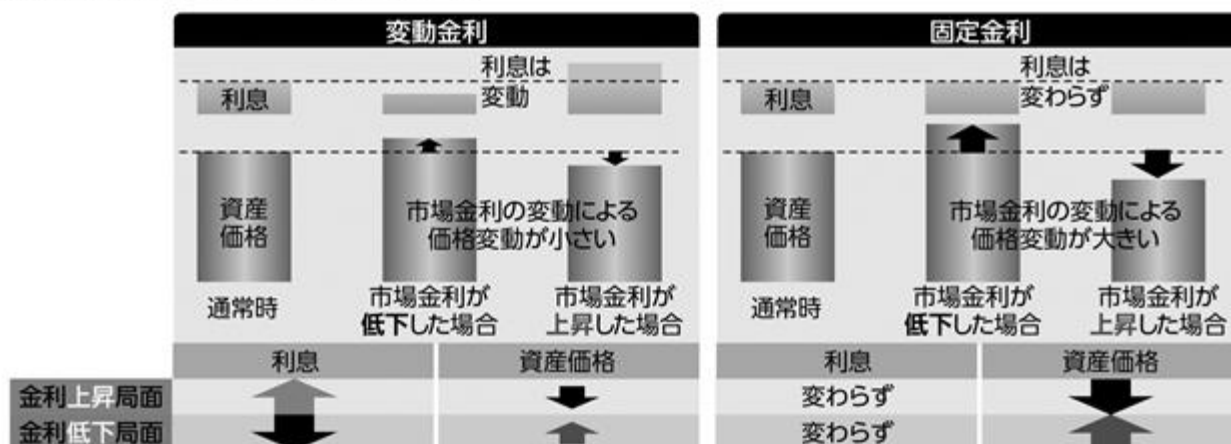 変動金利
利息は
変動
利息
資産
価格
市場金利の変動による
価格変動が小さい
通常時
市場金利が
低下した場合
市場金利が
上昇した場合
固定金利
利息は
変わらず
利息
資産
価格
市場金利の変動による
価格変動が大きい
通常時
市場金利が
低下した場合
市場金利が
上昇した場合
利息
資産価格
利息
資産価格
金利上昇局面
変わらず
金利低下局面
変わらず